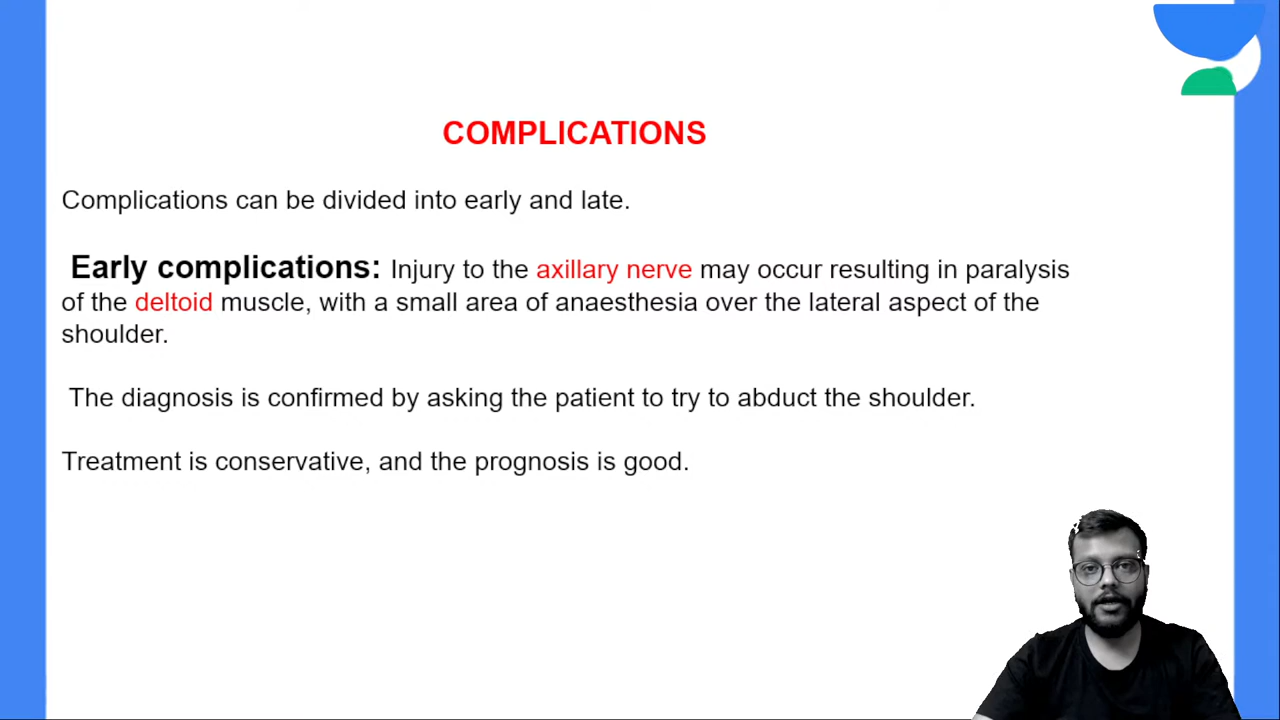 COMPLICATIONS
Complications can be divided into early and late.
Early complications: Injury to the axillary nerve may occur resulting in paralysis
of the deltoid muscle, with a small area of anaesthesia over the lateral aspect of the
shoulder.
The diagnosis is confirmed by asking the patient to try to abduct the shoulder.
Treatment is conservative, and the prognosis is good.